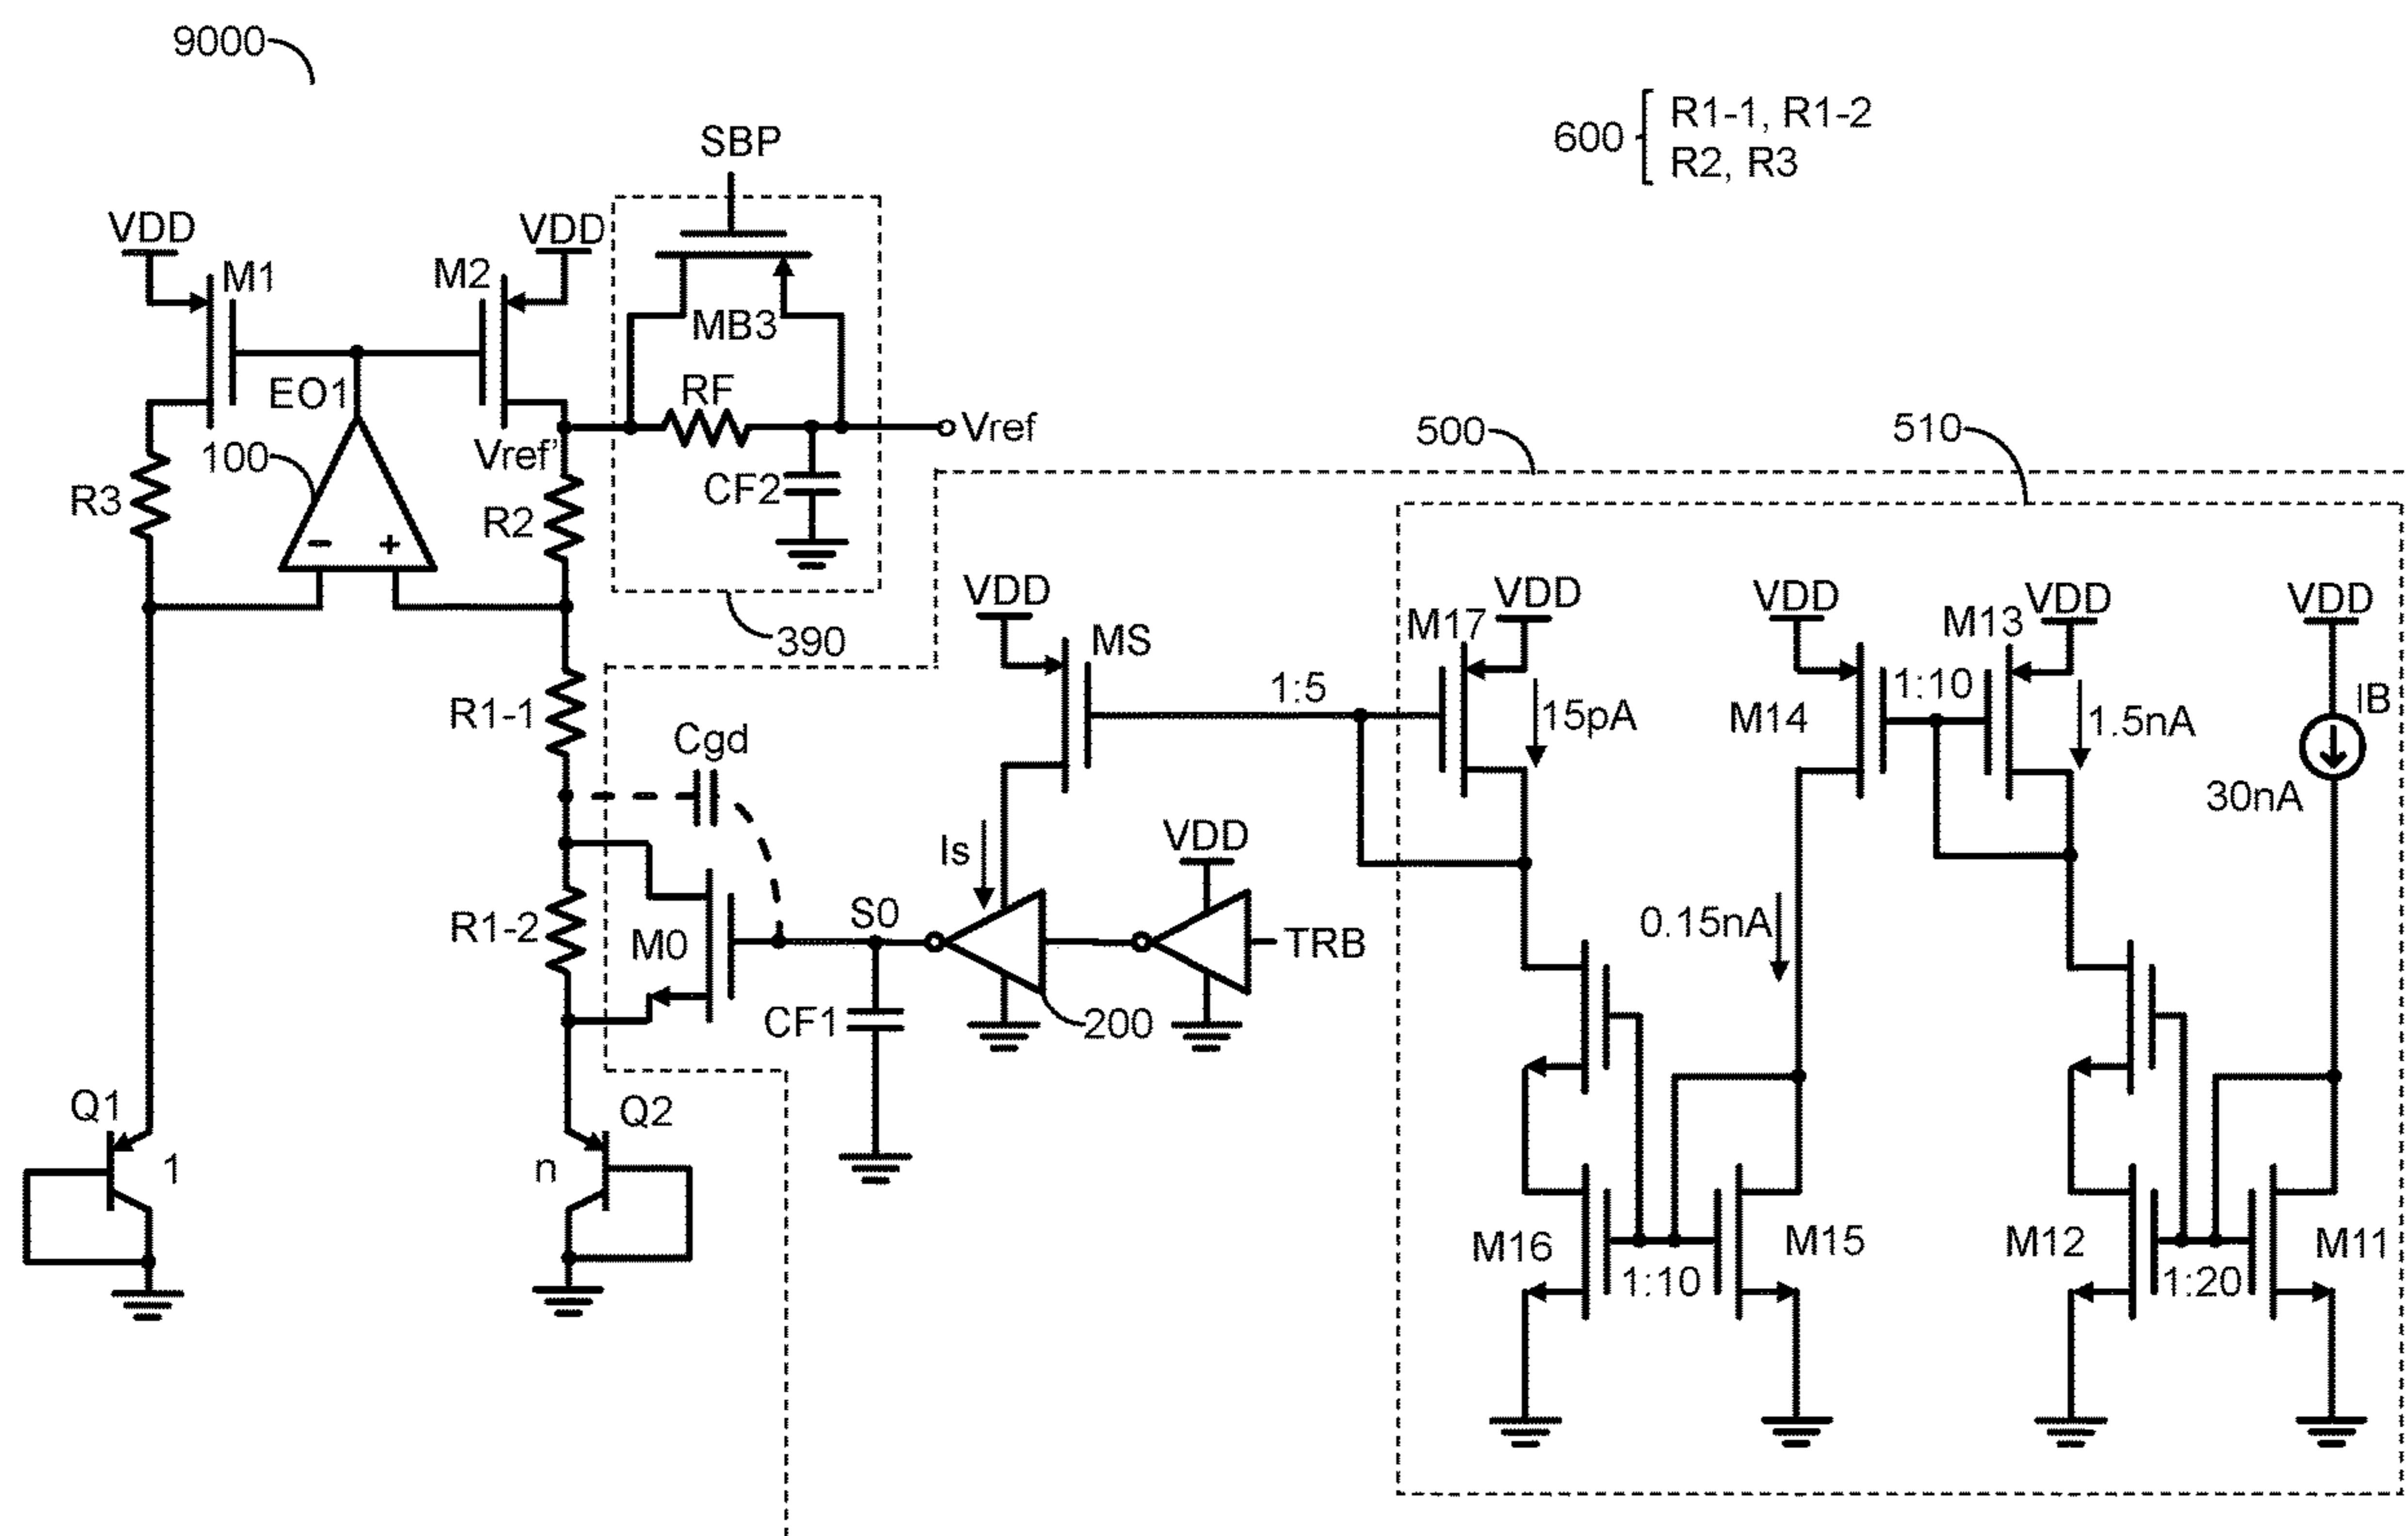 9000
600
R1-1, R1-2
R2, R3
SBP
VDD
VDD
M1
M2
MB3
EO1
RF
Vref
Vref'
100
R3
R2
CF2
500
510
390
VDD
MS
1:5
M17
VDD
15pA
VDD
M14
1:10
M13
VDD
1.5nA
VDD
IB
30nA
R1-1
Cgd
Is
VDD
R1-2
M0
S0
TRB
0.15nA
CF1
200
Q1
1
Q2
n
M16
1:10
M15
M12
1:20
M11
- +